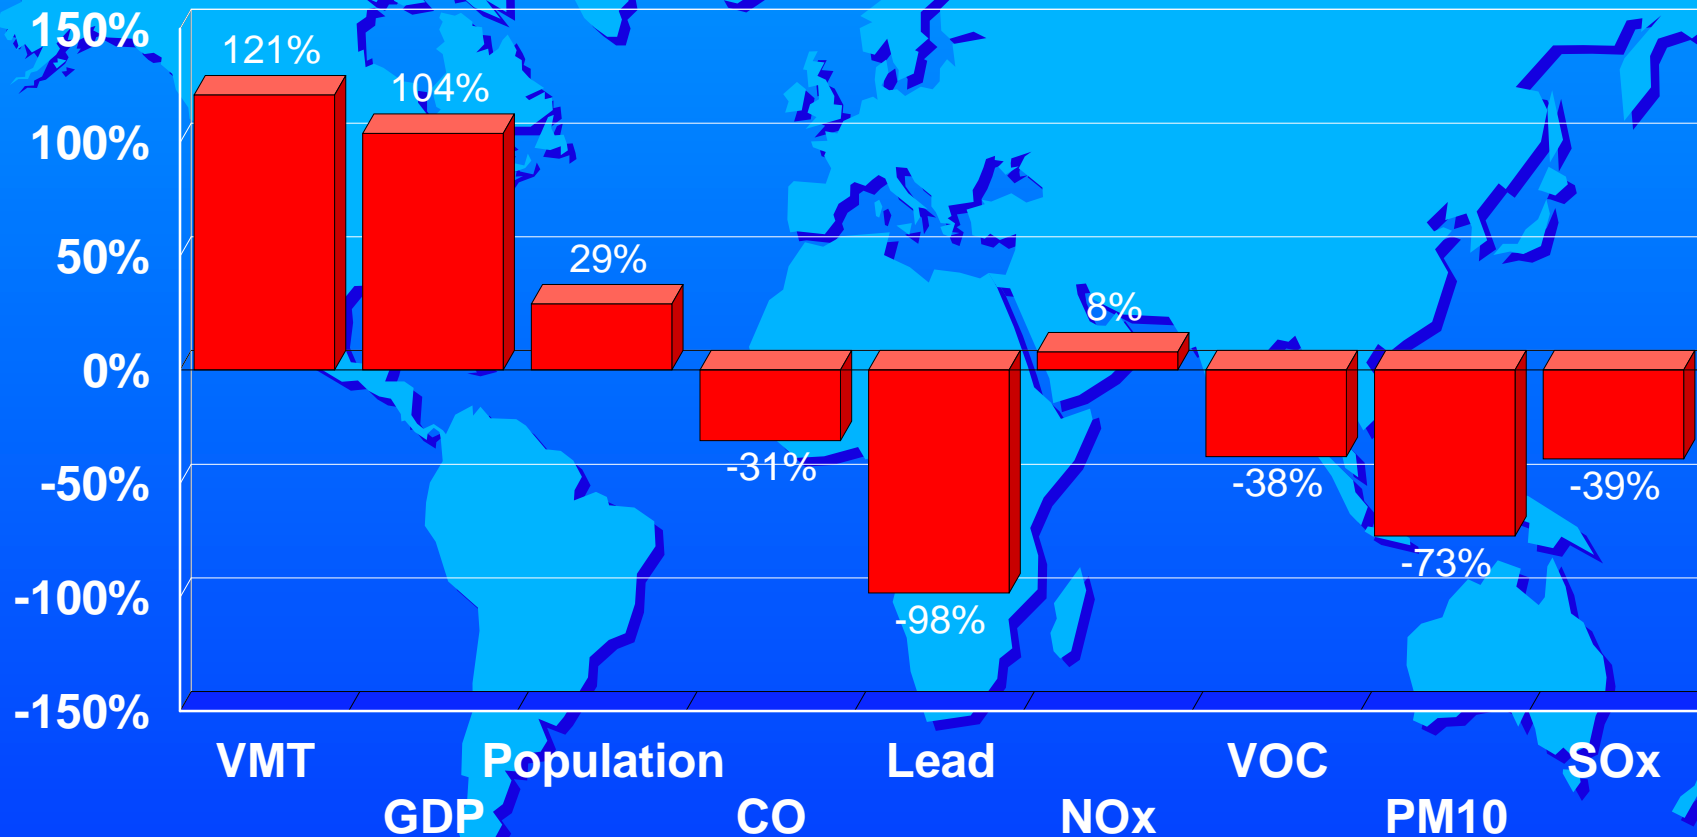 150%
100%
50%
0%
-50%
-100%
-150%
121%
104%
29%
-31%
-98%
8%
-38%
-73%
-39%
VMT
GDP
Population
CO
Lead
NOx
VOC
PM10
SOx